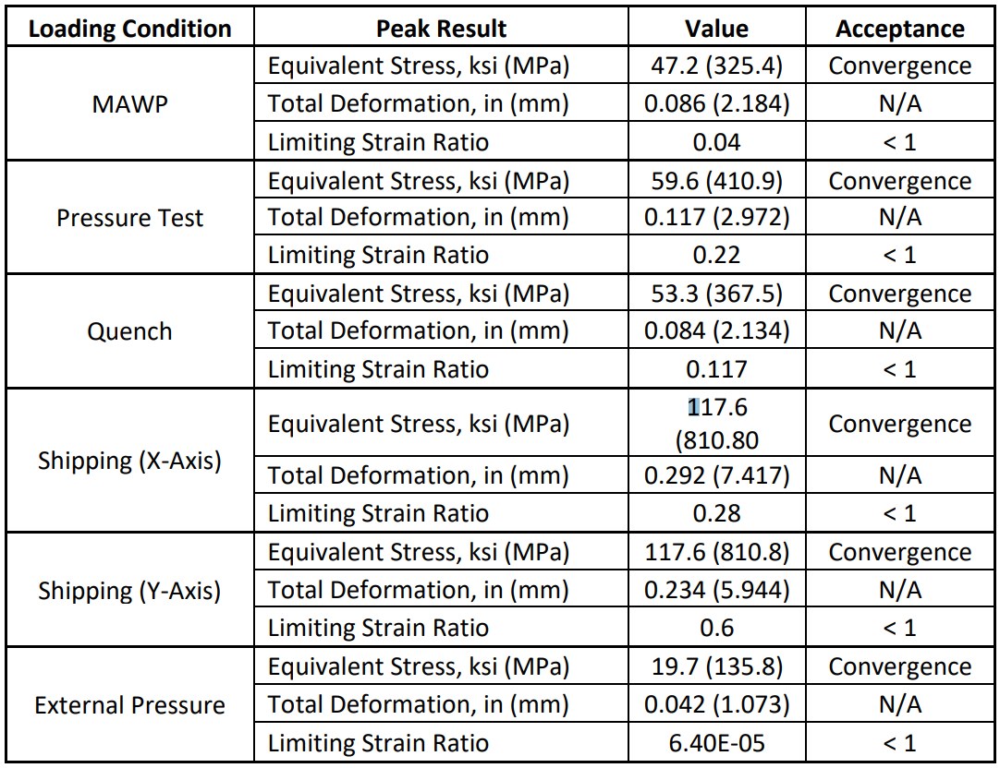 Loading Condition Peak Result Value Acceptance
Equivalent Stress, ksi (MPa) 47.2 (325.4) Convergence
MAWP Total Deformation, in (mm) 0.086 (2.184) N/A
Limiting Strain Ratio 0.04 < 1
Equivalent Stress, ksi (MPa) 59.6 (410.9) Convergence
Pressure Test Total Deformation, in (mm) 0.117 (2.972) N/A
Limiting Strain Ratio 0.22 < 1
Equivalent Stress, ksi (MPa) 53.3 (367.5) Convergence
Quench Total Deformation, in (mm) 0.084 (2.134) N/A
Limiting Strain Ratio 0.117 < 1
117.6
Equivalent Stress, ksi (MPa) Convergence
(810.80
Shipping (X-Axis)
Total Deformation, in (mm) 0.292 (7.417) N/A
Limiting Strain Ratio 0.28 < 1
Equivalent Stress, ksi (MPa) 117.6 (810.8) Convergence
Shipping (Y-Axis) Total Deformation, in (mm) 0.234 (5.944) N/A
Limiting Strain Ratio 0.6 < 1
Equivalent Stress, ksi (MPa) 19.7 (135.8) Convergence
External Pressure Total Deformation, in (mm) 0.042 (1.073) N/A
Limiting Strain Ratio 6.40E-05 < 1